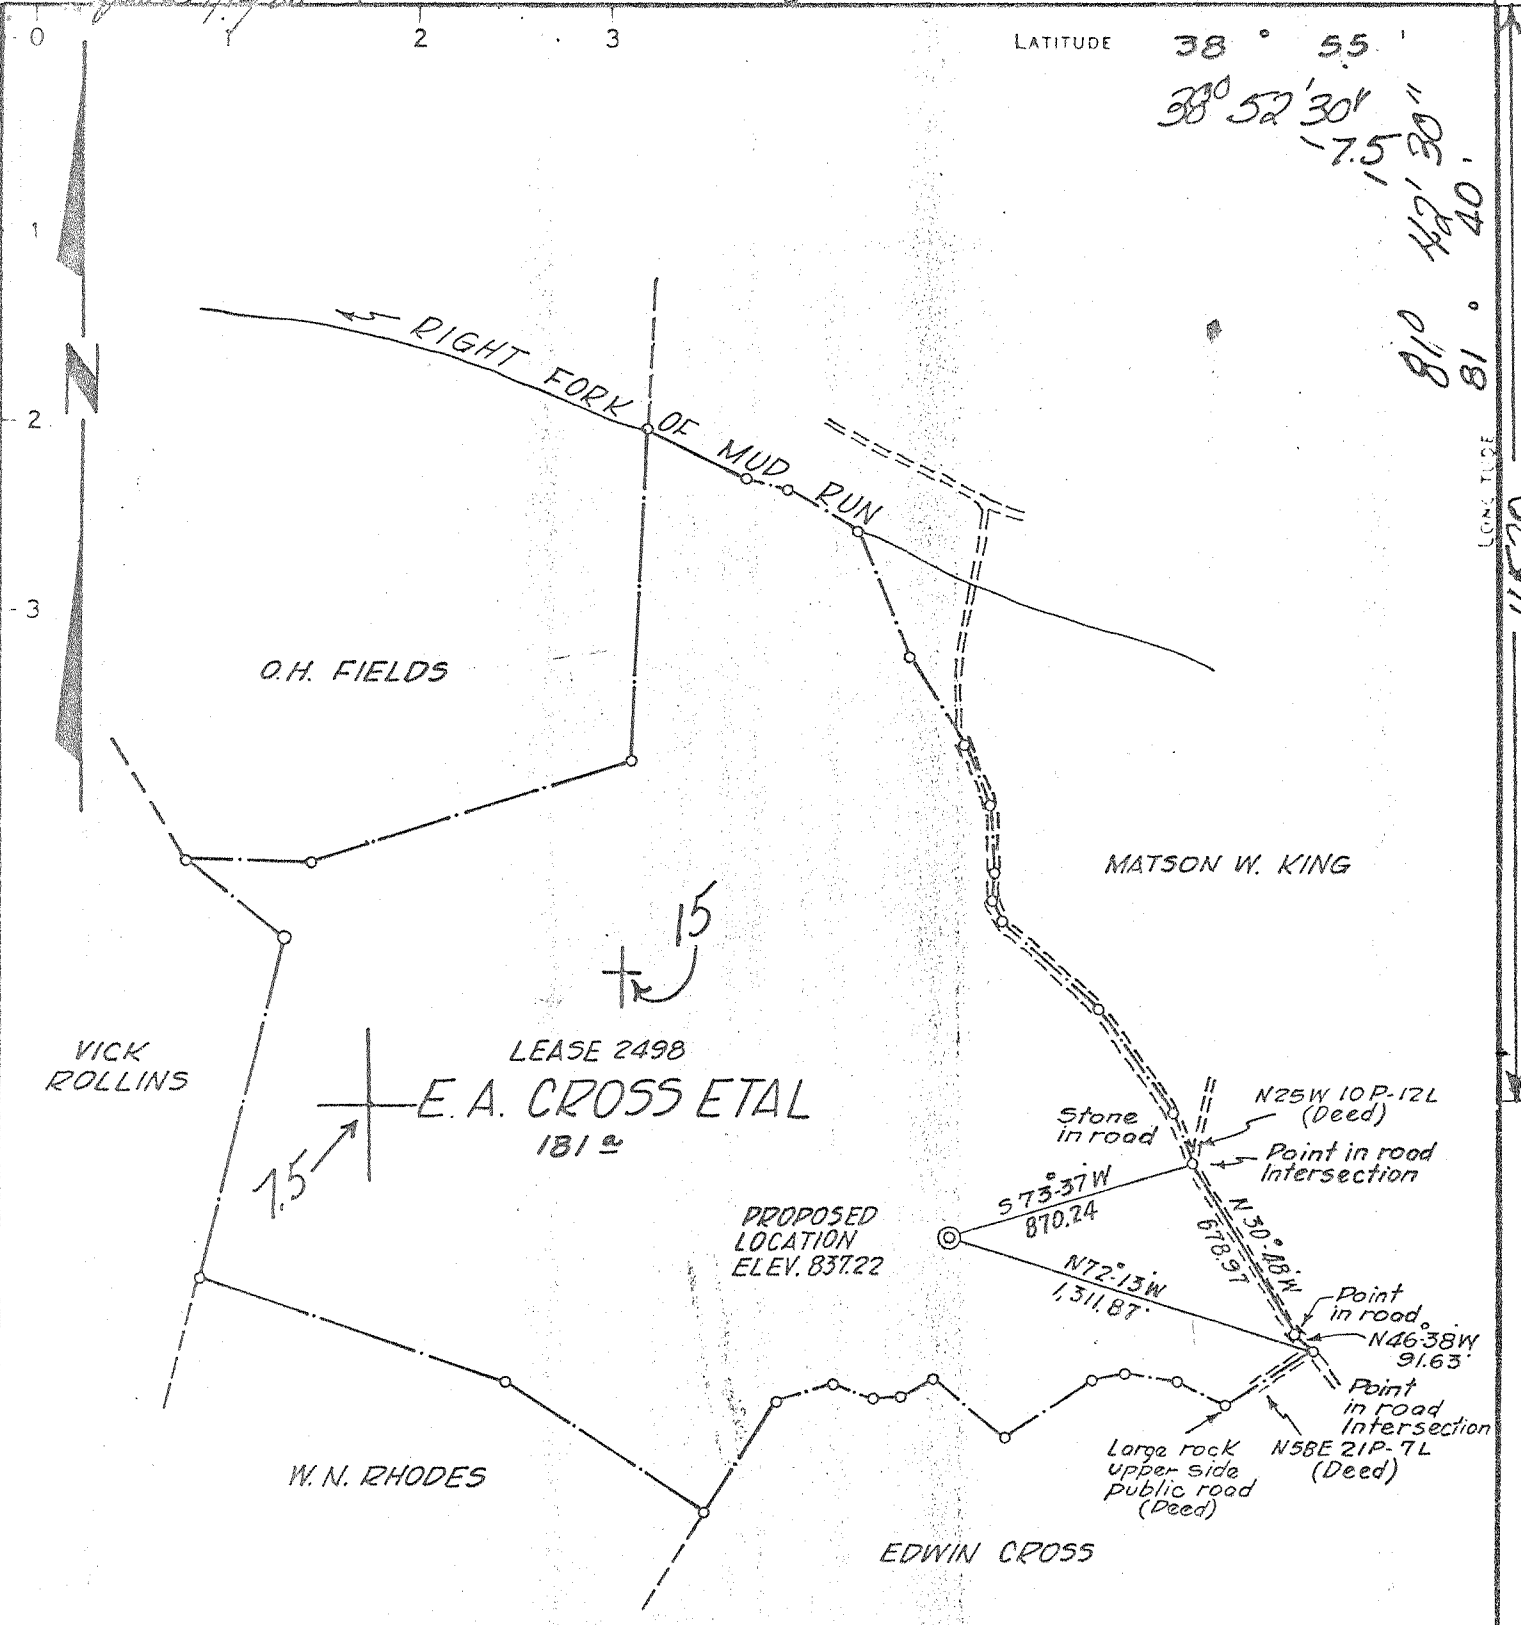 0 1 2 3
LATITUDE 38 ° 55 '
38° 52' 30"
7.5'
81° 42' 30"
81 ° 40 '
LONGITUDE
1
2
3
N
RIGHT FORK OF MUD RUN
O.H. FIELDS
MATSON W. KING
15
VICK
ROLLINS
LEASE 2498
E. A. CROSS ETAL
181 a
7.5
Stone
in road
N25W 10P-12L
(Deed)
Point in road
Intersection
S 73°-37' W
870.24
PROPOSED
LOCATION
ELEV. 837.22
N 30°-48' W
678.97
N72°-13' W
1,311.87'
Point
in road
N46°-38' W
91.63'
Point
in road
Intersection
Large rock
upper side
public road
(Deed)
N58E 21P-7L
(Deed)
W. N. RHODES
EDWIN CROSS